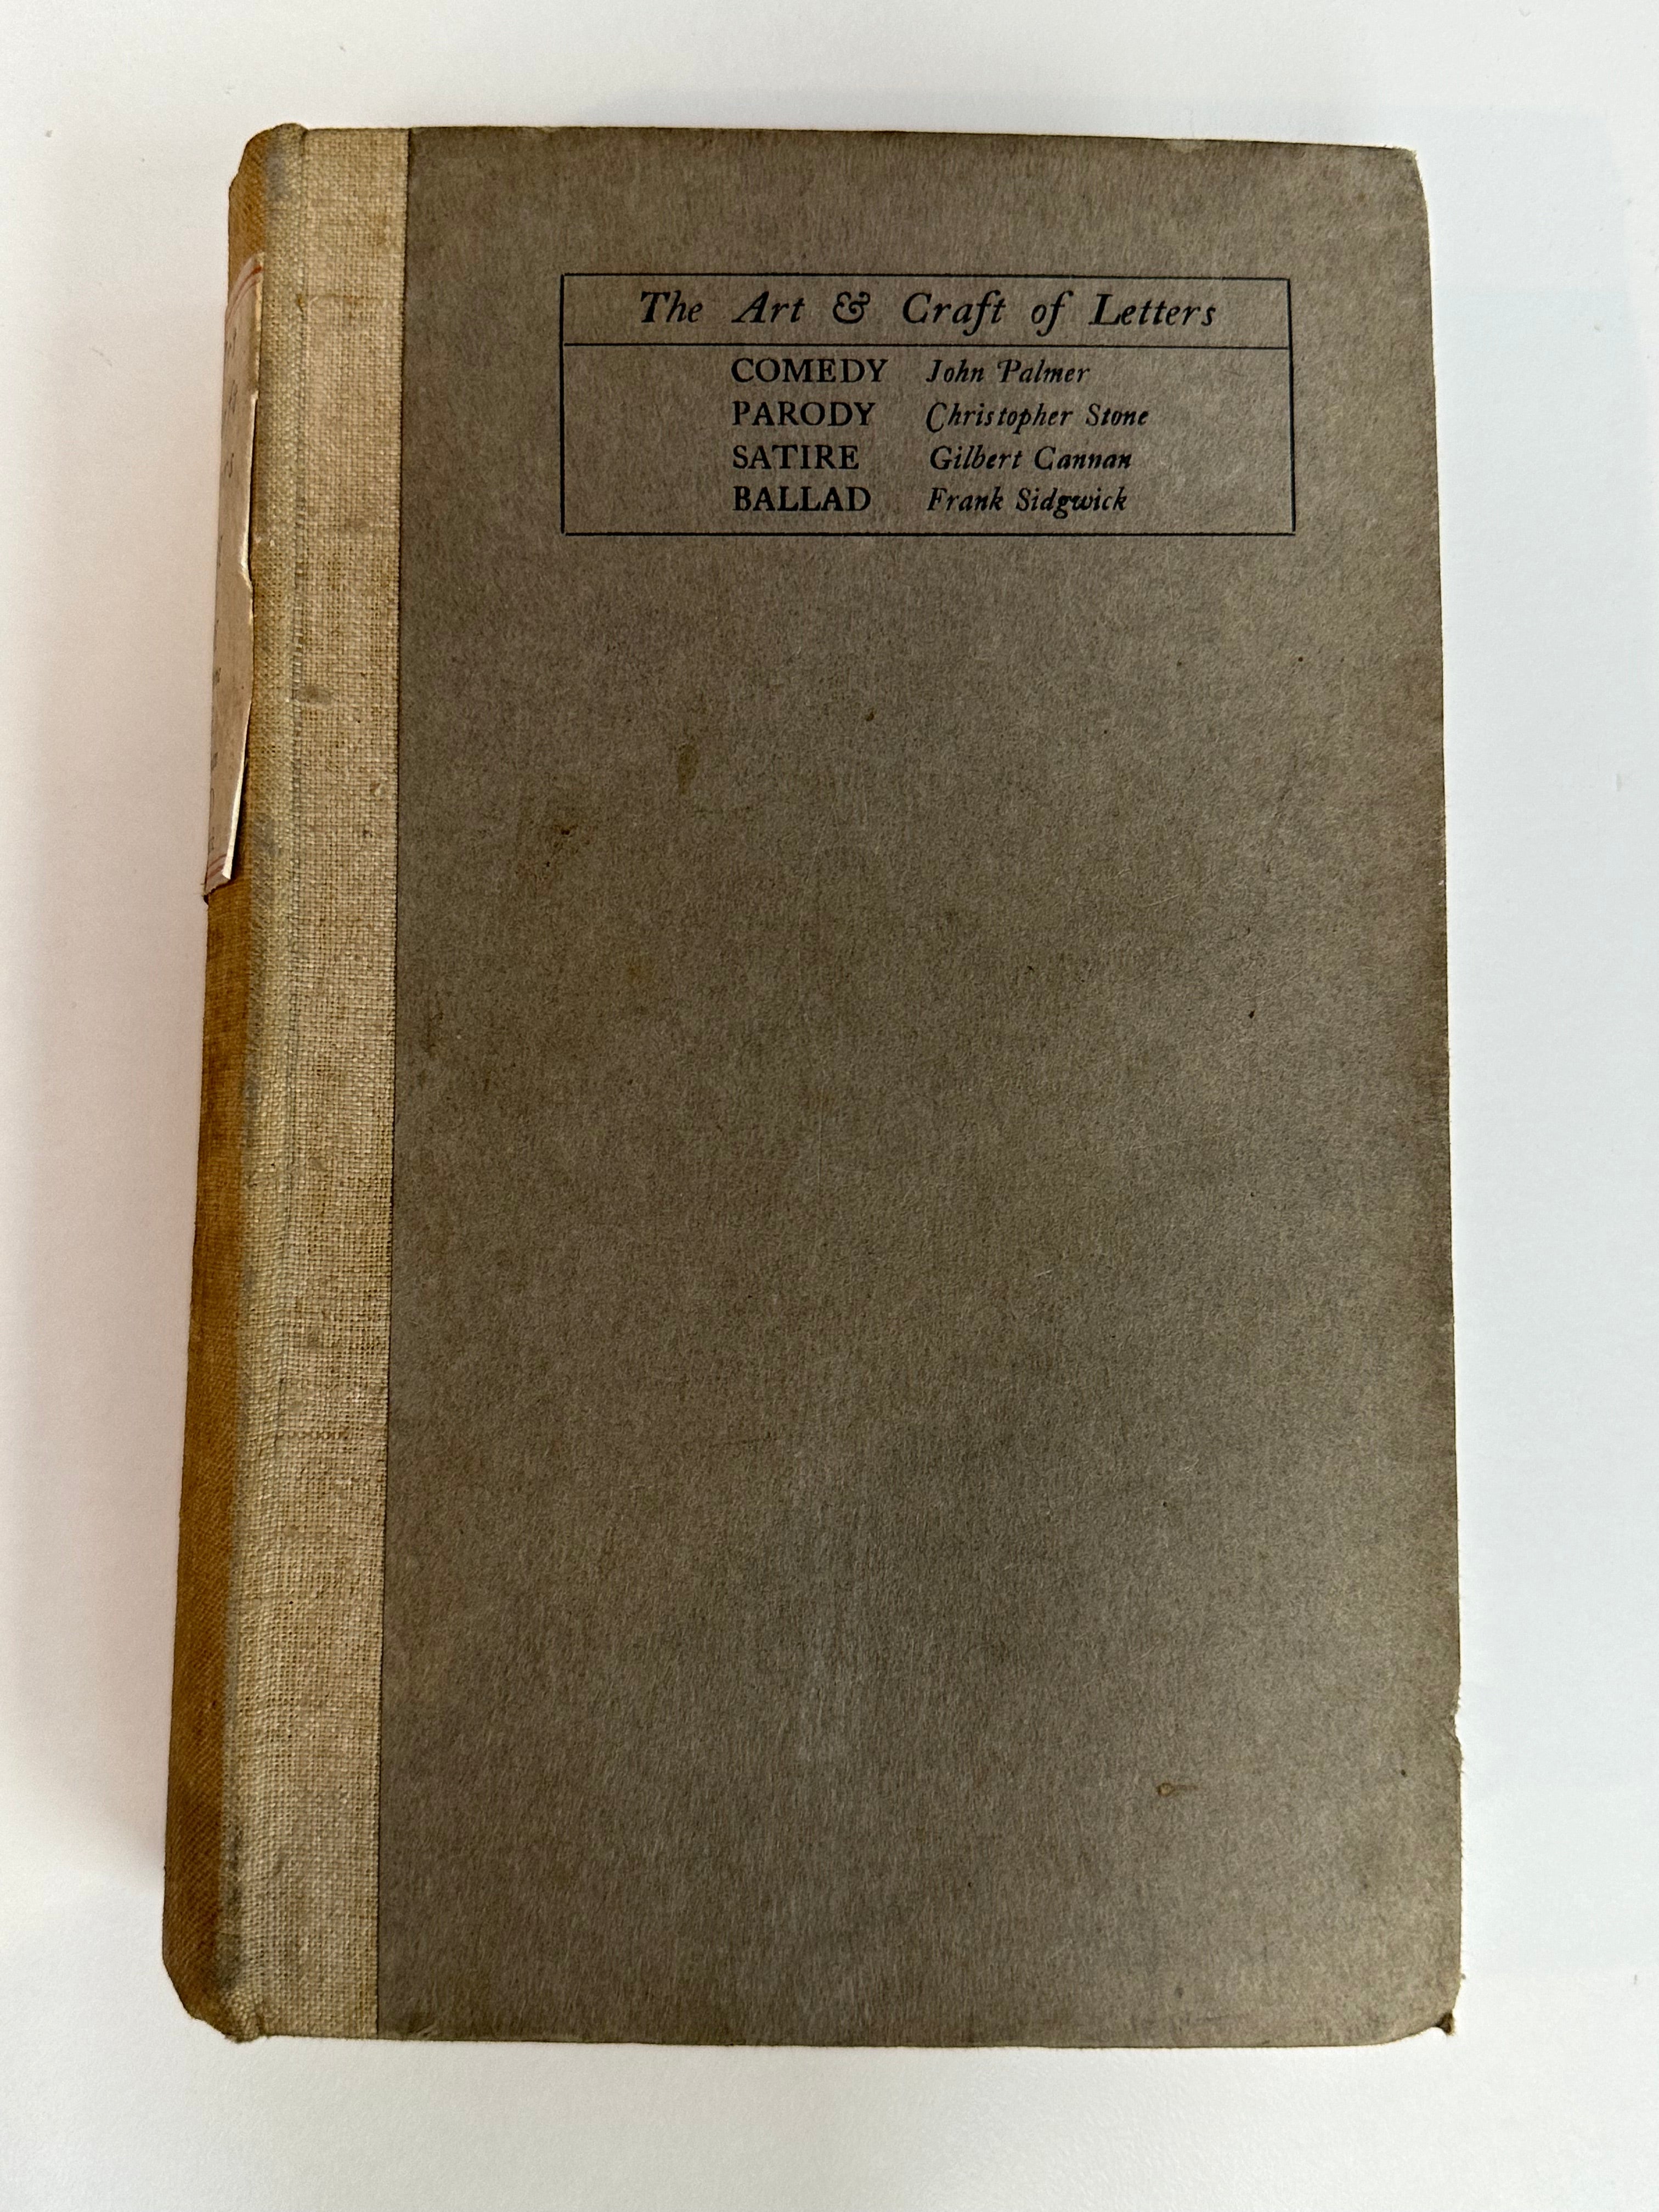 The Art & Craft of Letters
COMEDY John Palmer
PARODY Christopher Stone
SATIRE Gilbert Cannan
BALLAD Frank Sidgwick